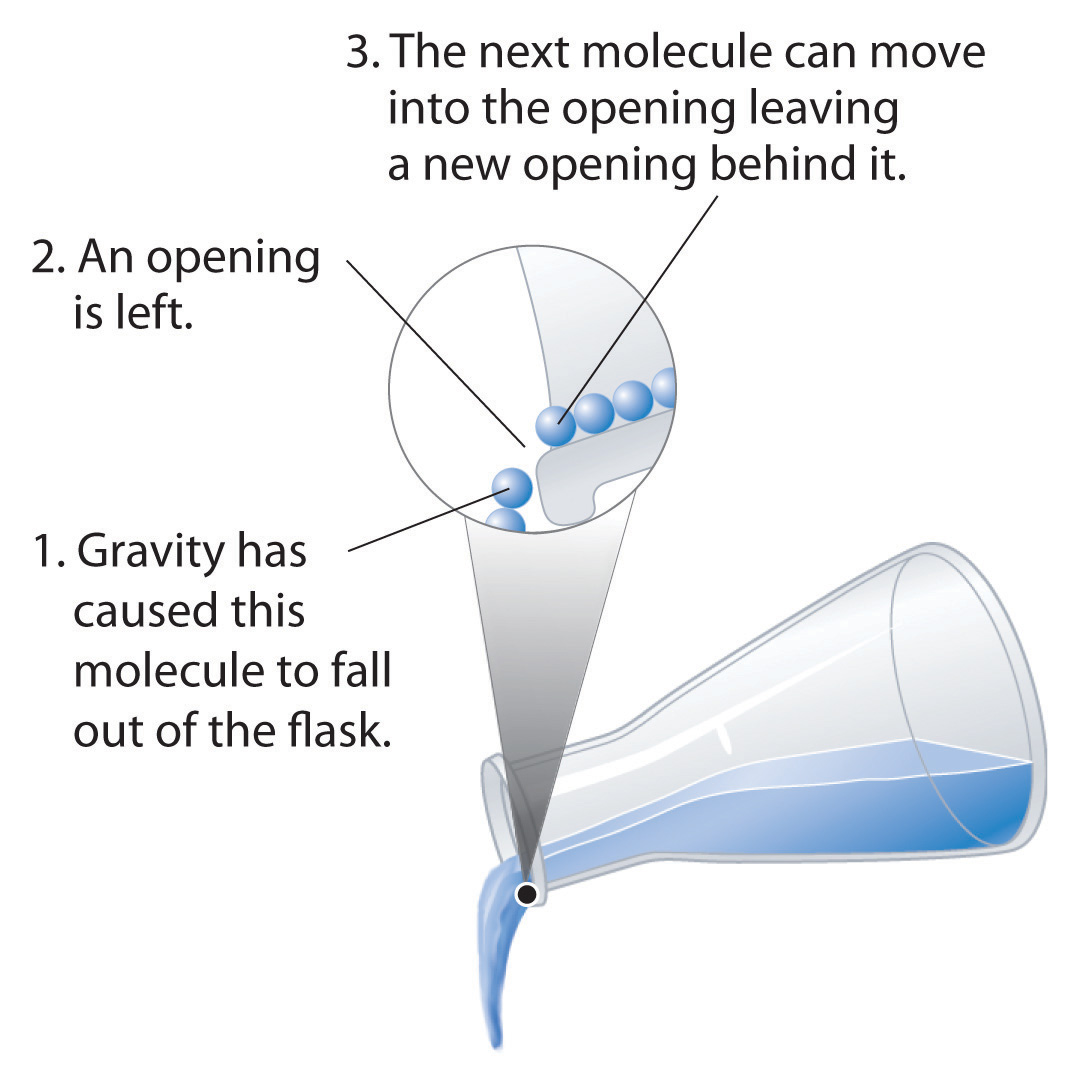 3. The next molecule can move
into the opening leaving
a new opening behind it.
2. An opening
is left.
1. Gravity has
caused this
molecule to fall
out of the flask.